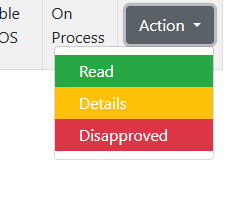 ble
OS
On
Process
Action
Read
Details
Disapproved